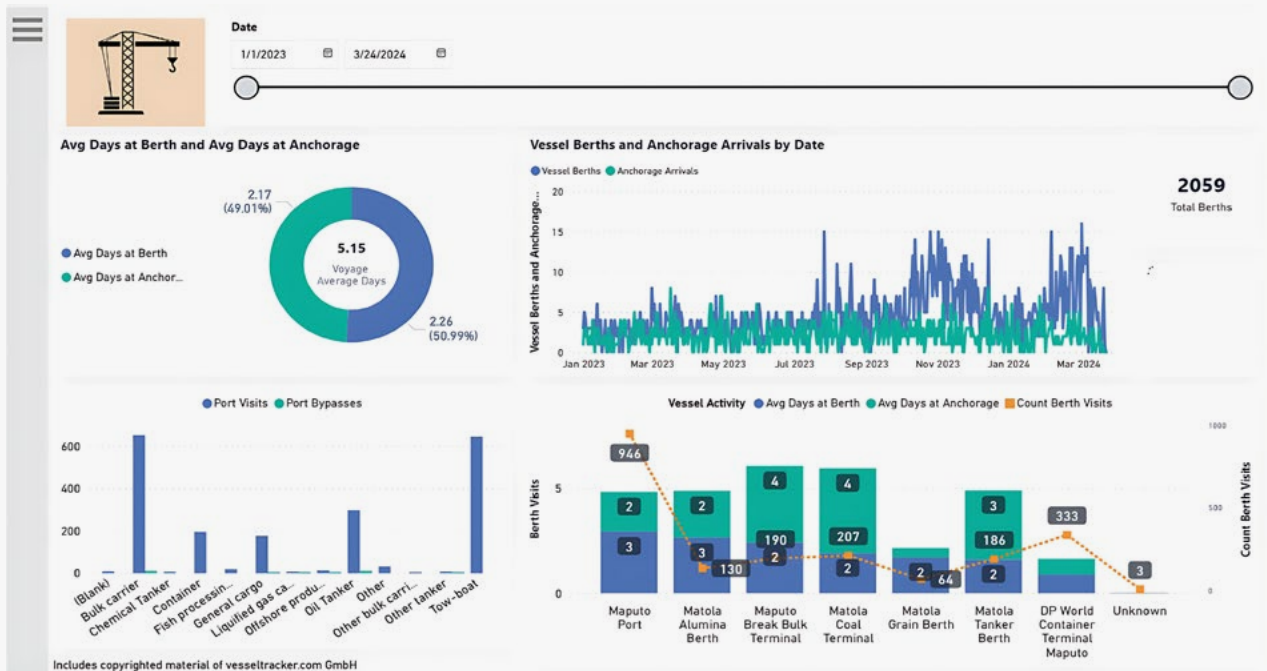 Date
1/1/2023
3/24/2024
Avg Days at Berth and Avg Days at Anchorage
2.17
(49.01%)
Avg Days at Berth
Avg Days at Anchor...
5.15
Voyage
Average Days
2.26
(50.99%)
Vessel Berths and Anchorage Arrivals by Date
Vessel Berths
Anchorage Arrivals
Vessel Berths and Anchorage...
20
15
10
5
0
Jan 2023
Mar 2023
May 2023
Jul 2023
Sep 2023
Nov 2023
Jan 2024
Mar 2024
2059
Total Berths
Port Visits
Port Bypasses
600
400
200
0
(Blank)
Bulk carrier
Chemical Tanker
Container
Fish processin...
General cargo
Liquified gas ca...
Offshore produ...
Oil Tanker
Other
Other bulk carri...
Other tanker
Tow-boat
Vessel Activity
Avg Days at Berth
Avg Days at Anchorage
Count Berth Visits
Berth Visits
5
0
946
2
3
2
3
130
4
190
2
4
207
2
2
64
3
186
2
333
3
1000
500
0
Count Berth Visits
Maputo
Port
Matola
Alumina
Berth
Maputo
Break Bulk
Terminal
Matola
Coal
Terminal
Matola
Grain Berth
Matola
Tanker
Berth
DP World
Container
Terminal
Maputo
Unknown
Includes copyrighted material of vesseltracker.com GmbH